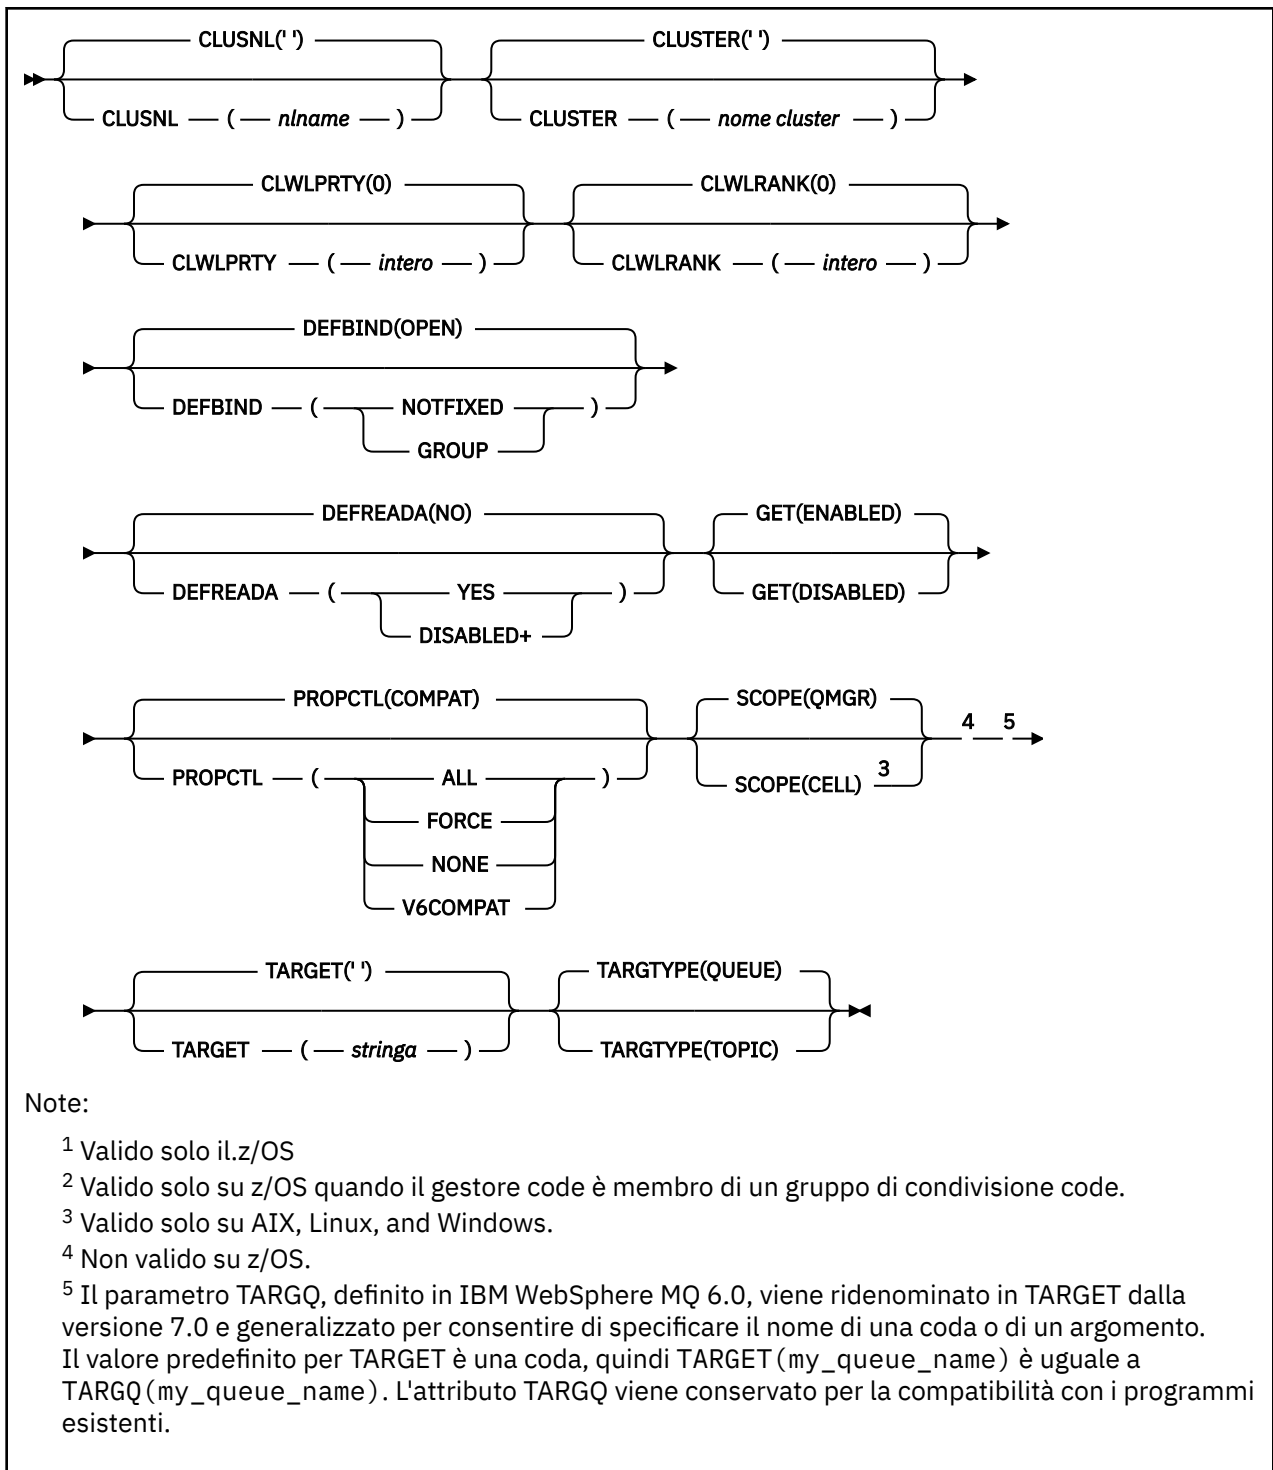 CLUSNL(' ') CLUSTER(' ')
CLUSNL ( nlname ) CLUSTER ( nome cluster )
CLWLPRTY(0) CLWLRANK(0)
CLWLPRTY ( intero ) CLWLRANK ( intero )
DEFBIND(OPEN)
DEFBIND ( NOTFIXED )
GROUP
DEFREADA(NO) GET(ENABLED)
DEFREADA ( YES ) GET(DISABLED)
DISABLED+
PROPCTL(COMPAT) SCOPE(QMGR) 4 5
PROPCTL ( ALL ) SCOPE(CELL) 3
FORCE
NONE
V6COMPAT
TARGET(' ') TARGTYPE(QUEUE)
TARGET ( stringa ) TARGTYPE(TOPIC)
Note:
1 Valido solo il.z/OS
2 Valido solo su z/OS quando il gestore code è membro di un gruppo di condivisione code.
3 Valido solo su AIX, Linux, and Windows.
4 Non valido su z/OS.
5 Il parametro TARGQ, definito in IBM WebSphere MQ 6.0, viene ridenominato in TARGET dalla
versione 7.0 e generalizzato per consentire di specificare il nome di una coda o di un argomento.
Il valore predefinito per TARGET è una coda, quindi TARGET(my_queue_name) è uguale a
TARGQ(my_queue_name). L'attributo TARGQ viene conservato per la compatibilità con i programmi
esistenti.